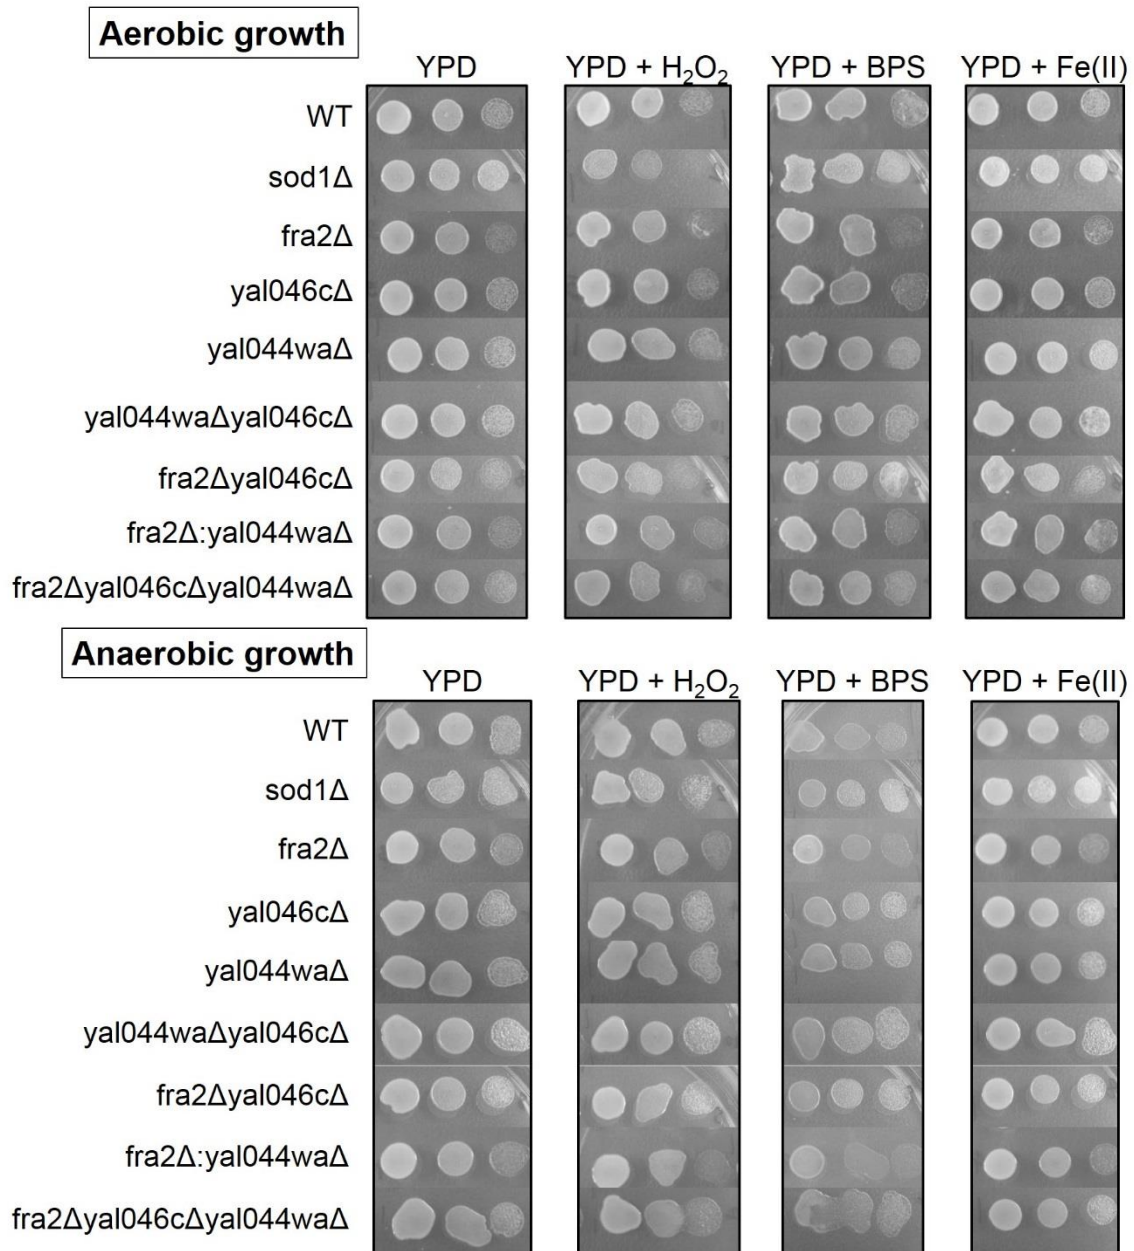 Aerobic growth
YPD YPD + H₂O₂ YPD + BPS YPD + Fe(II)
WT
sod1Δ
fra2Δ
yal046cΔ
yal044waΔ
yal044waΔyal046cΔ
fra2Δyal046cΔ
fra2Δ:yal044waΔ
fra2Δyal046cΔyal044waΔ
Anaerobic growth
YPD YPD + H₂O₂ YPD + BPS YPD + Fe(II)
WT
sod1Δ
fra2Δ
yal046cΔ
yal044waΔ
yal044waΔyal046cΔ
fra2Δyal046cΔ
fra2Δ:yal044waΔ
fra2Δyal046cΔyal044waΔ